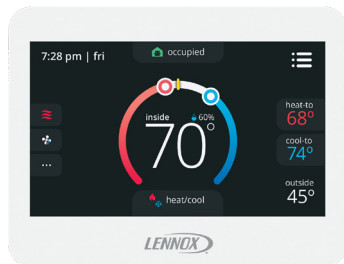 7:28 pm | fri
occupied
inside
60%
70°
heat-to
68°
cool-to
74°
outside
45°
heat/cool
LENNOX